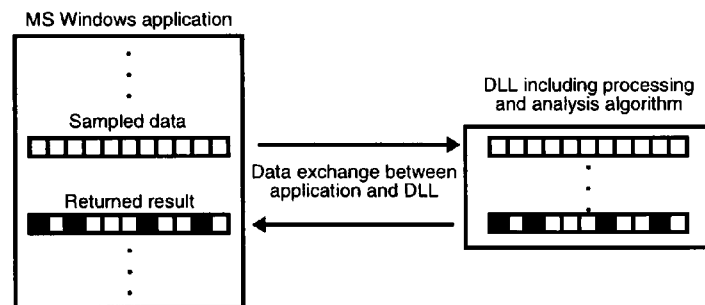 MS Windows application
Sampled data
Returned result
Data exchange between
application and DLL
DLL including processing
and analysis algorithm